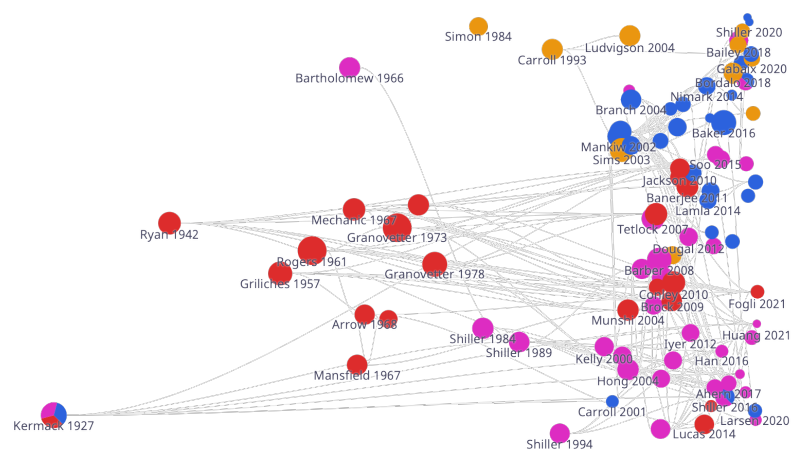 Shiller 2020
Simon 1984
Ludvigson 2004
Bailey 2018
Carroll 1993
Gabaix 2020
Bartholomew 1966
Bordalo 2018
Nimark 2004
Branch 2004
Baker 2016
Mankiw 2002
Sims 2003
Soo 2015
Jackson 2010
Banerjee 2011
Lamla 2014
Mechanic 1967
Tetlock 2007
Ryan 1942
Granovetter 1973
Dougal 2012
Rogers 1961
Barber 2008
Granovetter 1978
Griliches 1957
Conley 2010
Fogli 2021
Brock 2009
Munshi 2004
Arrow 1968
Shiller 1984
Huang 2021
Iyer 2012
Shiller 1989
Kelly 2000
Han 2016
Mansfield 1967
Hong 2004
Ahern 2017
Carroll 2001
Shiller 2016
Kermack 1927
Larsen 2020
Lucas 2014
Shiller 1994